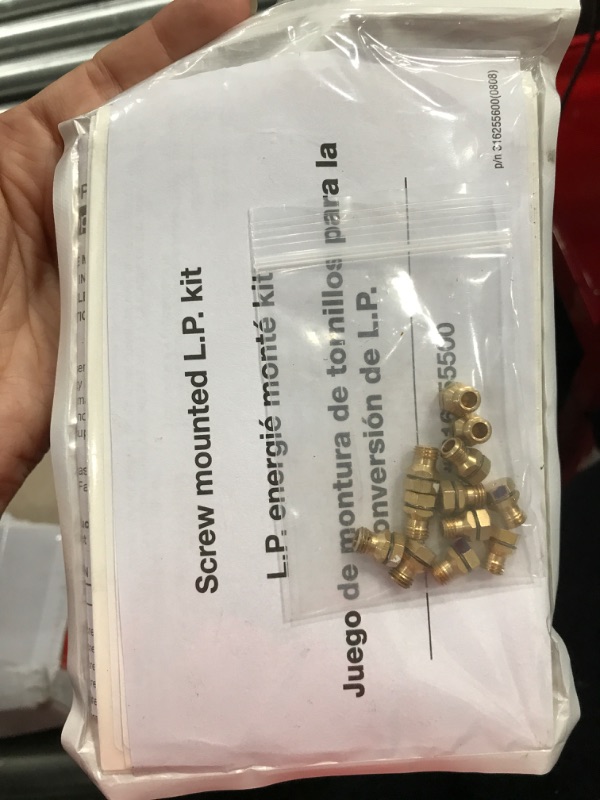 Screw mounted L.P. kit
L.P. energié monté kit
Juego de montura de tornillos para la
conversión de L.P.
p/n 316255600(0808)